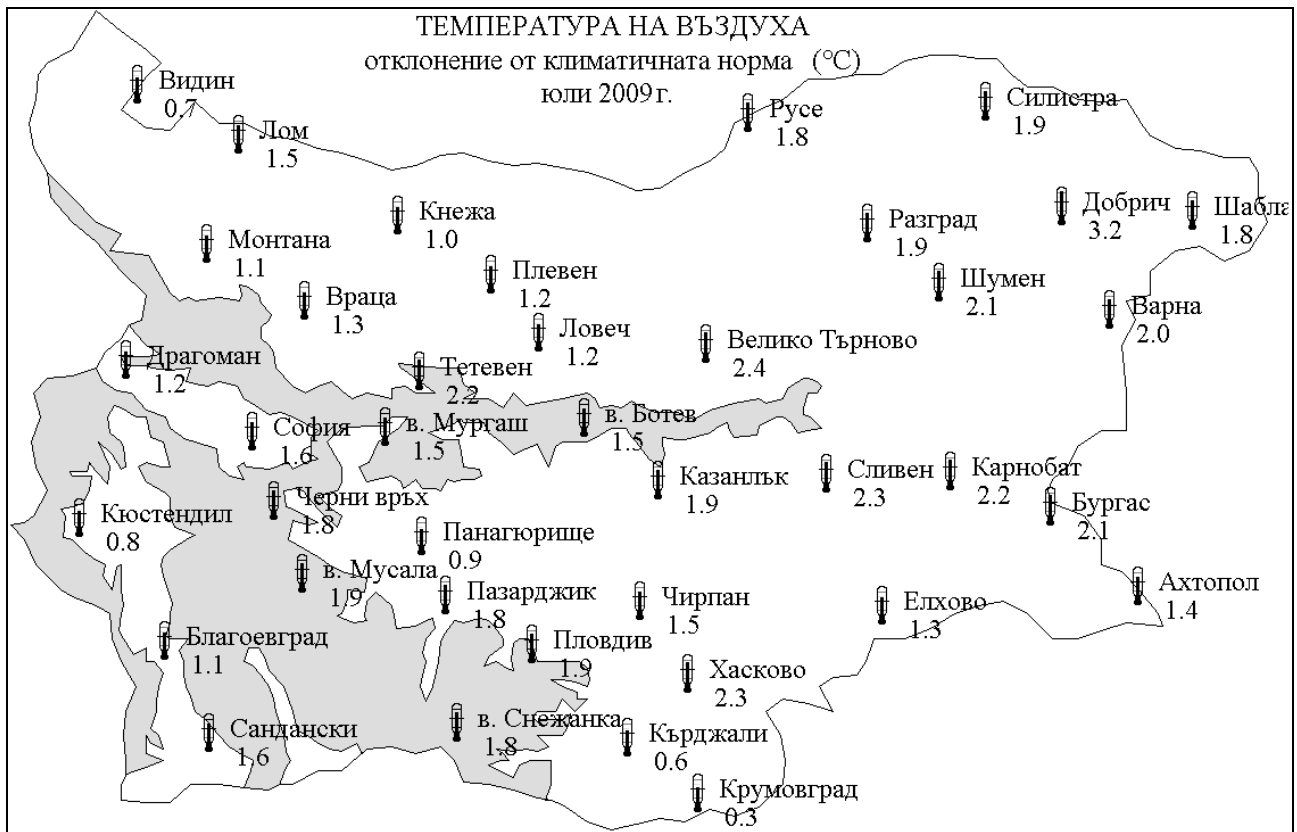 ТЕМПЕРАТУРА НА ВЪЗДУХА
отклонение от климатичната норма (°C)
юли 2009 г.
Видин
0.7
Лом
1.5
Русе
1.8
Силистра
1.9
Кнежа
1.0
Монтана
1.1
Разград
1.9
Добрич
3.2
Шабла
1.8
Враца
1.3
Плевен
1.2
Шумен
2.1
Варна
2.0
Ловеч
1.2
Велико Търново
2.4
Драгоман
1.2
Тетевен
2.2
София
1.6
в. Мургаш
1.5
в. Ботев
1.5
Казанлък
1.9
Сливен
2.3
Карнобат
2.2
Бургас
2.1
Черни връх
1.8
Кюстендил
0.8
Панагюрище
0.9
в. Мусала
1.9
Пазарджик
1.8
Чирпан
1.5
Елхово
1.3
Ахтопол
1.4
Благоевград
1.1
Пловдив
1.9
Хасково
2.3
Сандански
1.6
в. Снежанка
1.8
Кърджали
0.6
Крумовград
0.3